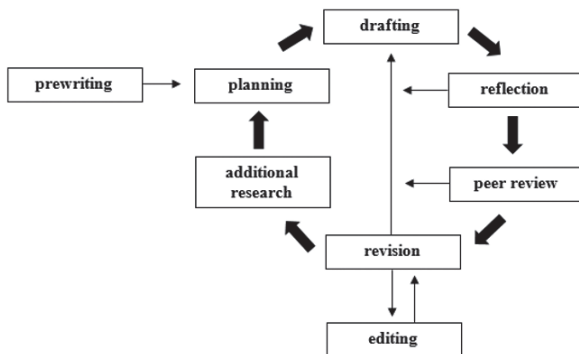 drafting
prewriting
planning
reflection
additional
research
peer review
revision
editing